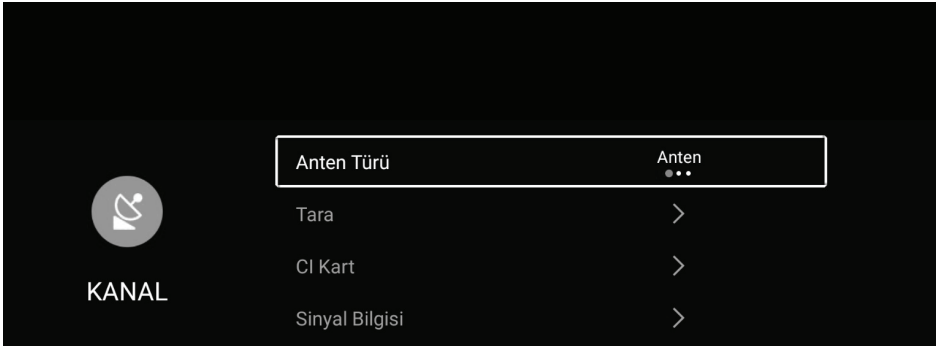 Anten Türü
Anten
Tara
CI Kart
KANAL
Sinyal Bilgisi